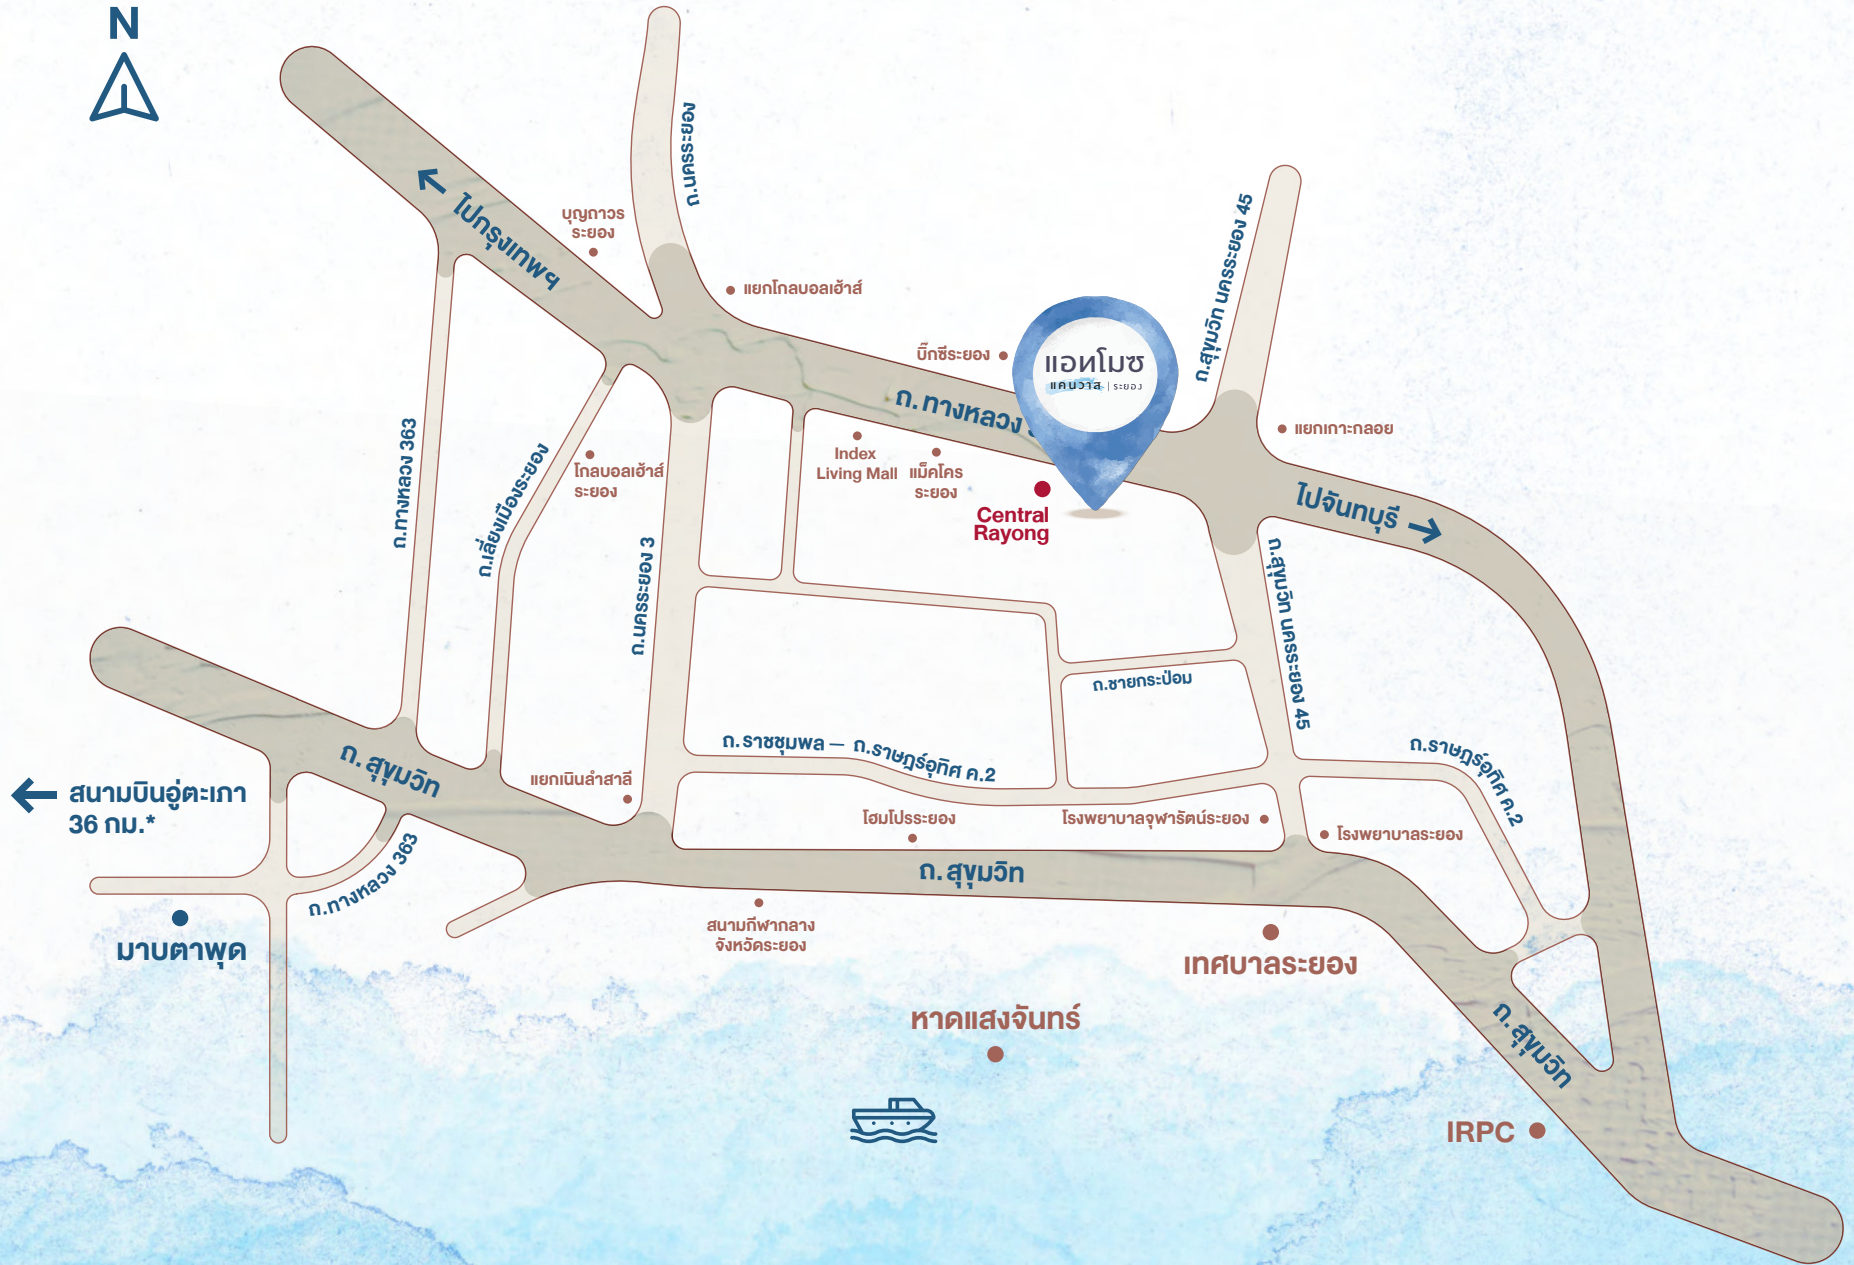 N
ถ.นครระยอง
ไปกรุงเทพฯ
บุญถาวร
ระยอง
แยกโกลบอลเฮ้าส์
ถ.สุขุมวิท นครระยอง 45
บิ๊กซีระยอง
แอทโมซ
แคนวาส | ระยอง
ถ.ทางหลวง
แยกเกาะกลอย
Index
Living Mall
แม็คโคร
ระยอง
โกลบอลเฮ้าส์
ระยอง
Central
Rayong
ไปจันทบุรี
ถ.ทางหลวง 363
ถ.เลี่ยงเมืองระยอง
ถ.นครระยอง 3
ถ.สุขุมวิท นครระยอง 45
ถ.ชายกระป่อม
ถ.ราชชุมพล – ถ.ราษฎร์อุทิศ ค.2
ถ.ราษฎร์อุทิศ ค.2
ถ.สุขุมวิท
แยกเนินสำลี
สนามบินอู่ตะเภา
36 กม.*
โฮมโปรระยอง
โรงพยาบาลจุฬารัตน์ระยอง
โรงพยาบาลระยอง
ถ.ทางหลวง 363
ถ.สุขุมวิท
มาบตาพุด
สนามกีฬากลาง
จังหวัดระยอง
เทศบาลระยอง
หาดแสงจันทร์
ถ.สุขุมวิท
IRPC